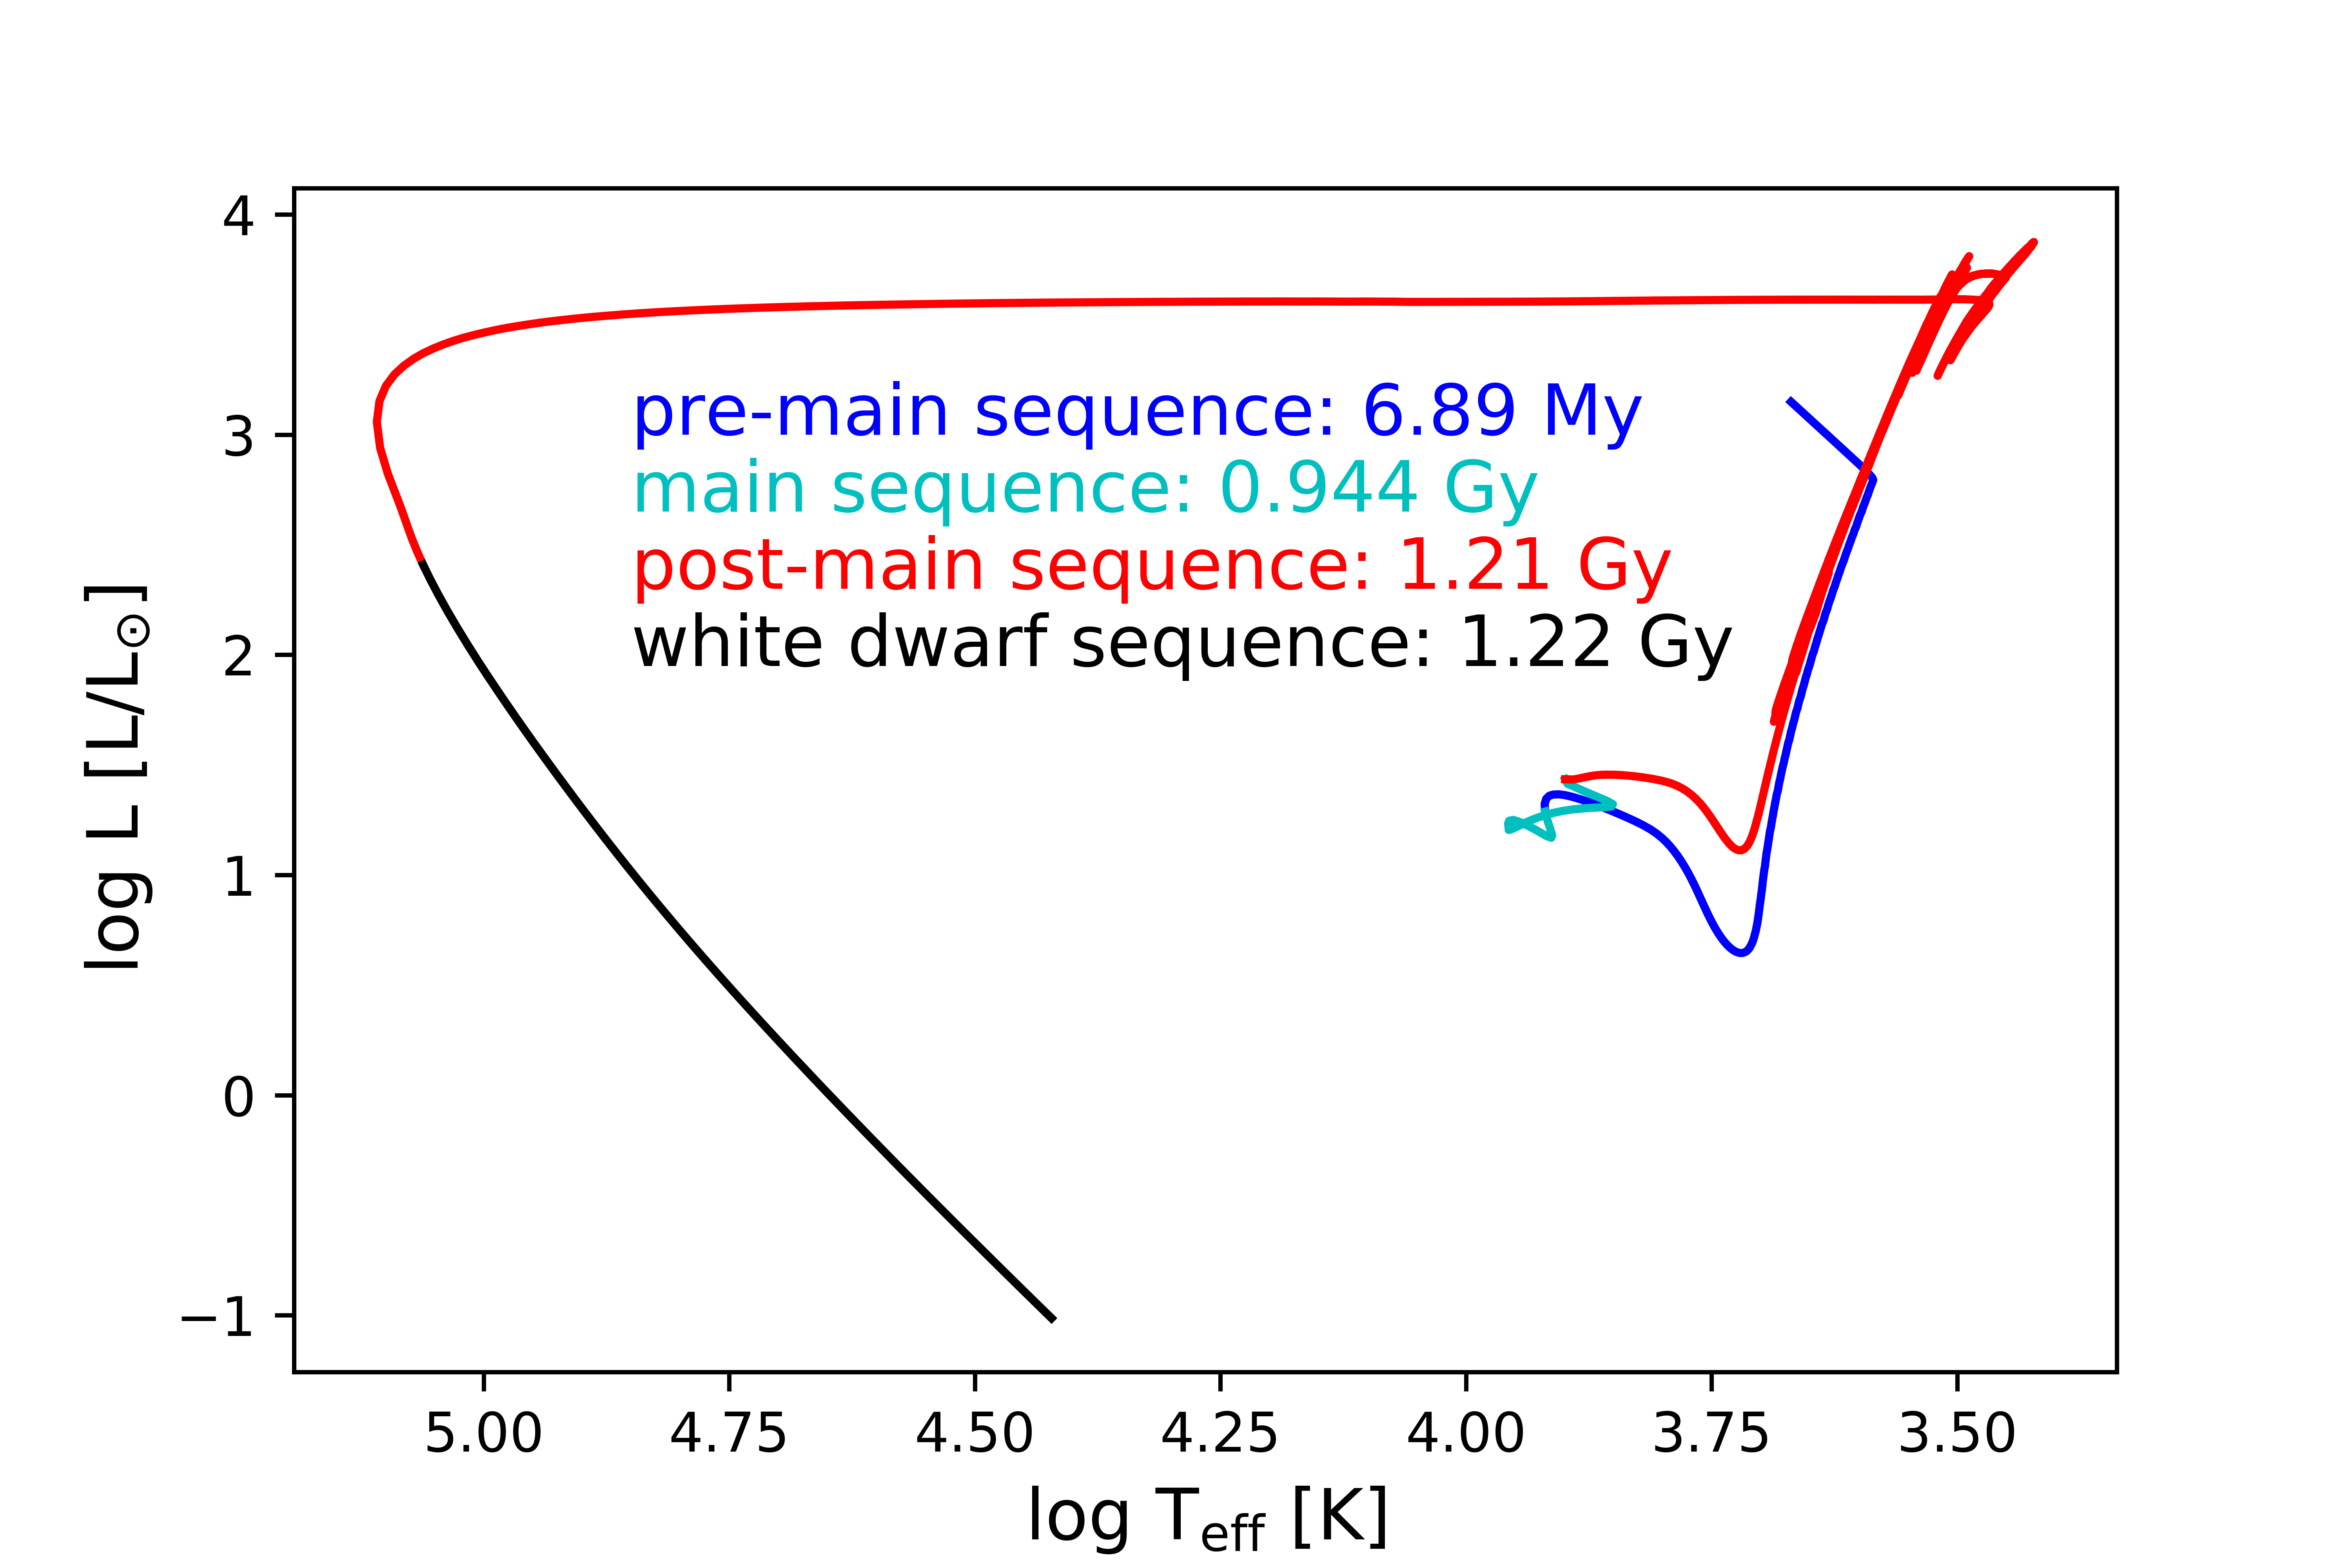 4
3
2
1
0
−1
log L [L/L☉]
pre-main sequence: 6.89 My
main sequence: 0.944 Gy
post-main sequence: 1.21 Gy
white dwarf sequence: 1.22 Gy
5.00 4.75 4.50 4.25 4.00 3.75 3.50
log Teff [K]